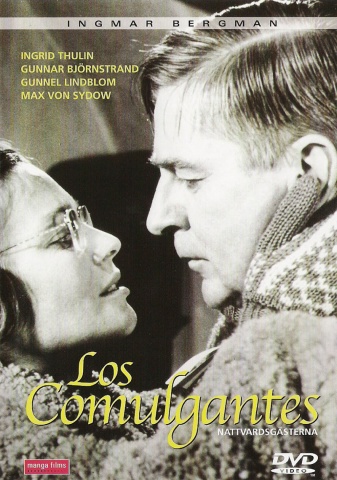 INGMAR BERGMAN
INGRID THULIN
GUNNAR BJÖRNSTRAND
GUNNEL LINDBLOM
MAX VON SYDOW
Los
Comulgantes
NATTVARDSGÄSTERNA
manga films
DVD
VIDEO